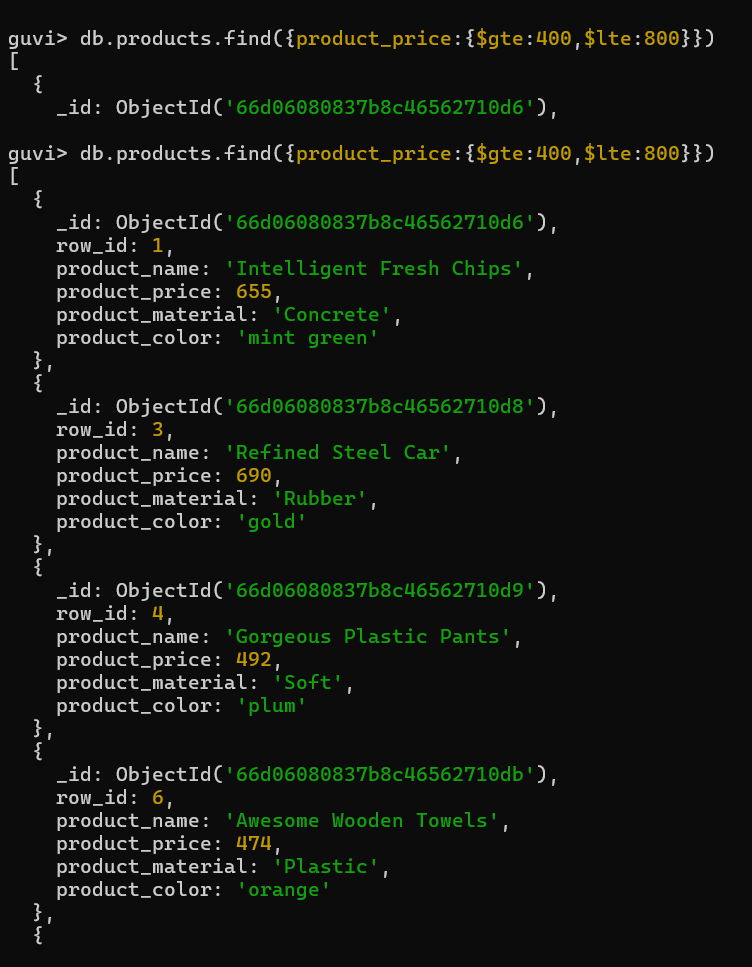 guvi> db.products.find({product_price:{$gte:400,$lte:800}})
[
  {
    _id: ObjectId('66d06080837b8c46562710d6'),

guvi> db.products.find({product_price:{$gte:400,$lte:800}})
[
  {
    _id: ObjectId('66d06080837b8c46562710d6'),
    row_id: 1,
    product_name: 'Intelligent Fresh Chips',
    product_price: 655,
    product_material: 'Concrete',
    product_color: 'mint green'
  },
  {
    _id: ObjectId('66d06080837b8c46562710d8'),
    row_id: 3,
    product_name: 'Refined Steel Car',
    product_price: 690,
    product_material: 'Rubber',
    product_color: 'gold'
  },
  {
    _id: ObjectId('66d06080837b8c46562710d9'),
    row_id: 4,
    product_name: 'Gorgeous Plastic Pants',
    product_price: 492,
    product_material: 'Soft',
    product_color: 'plum'
  },
  {
    _id: ObjectId('66d06080837b8c46562710db'),
    row_id: 6,
    product_name: 'Awesome Wooden Towels',
    product_price: 474,
    product_material: 'Plastic',
    product_color: 'orange'
  },
  {